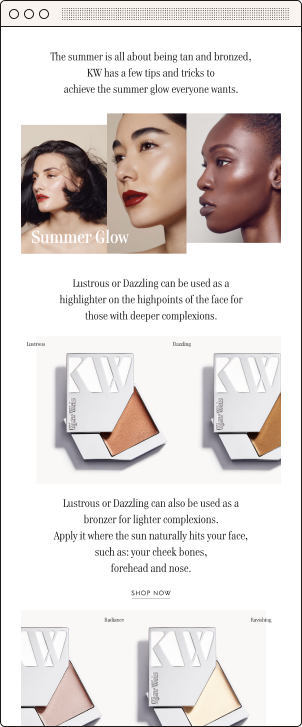 The summer is all about being tan and bronzed,
KW has a few tips and tricks to
achieve the summer glow everyone wants.
Summer Glow
Lustrous or Dazzling can be used as a
highlighter on the highpoints of the face for
those with deeper complexions.
Lustrous
Dazzling
KW
Kjaer Weis
KW
Kjaer Weis
Lustrous or Dazzling can also be used as a
bronzer for lighter complexions.
Apply it where the sun naturally hits your face,
such as: your cheek bones,
forehead and nose.
SHOP NOW
Radiance
Ravishing
KW
KW
Kjaer Weis